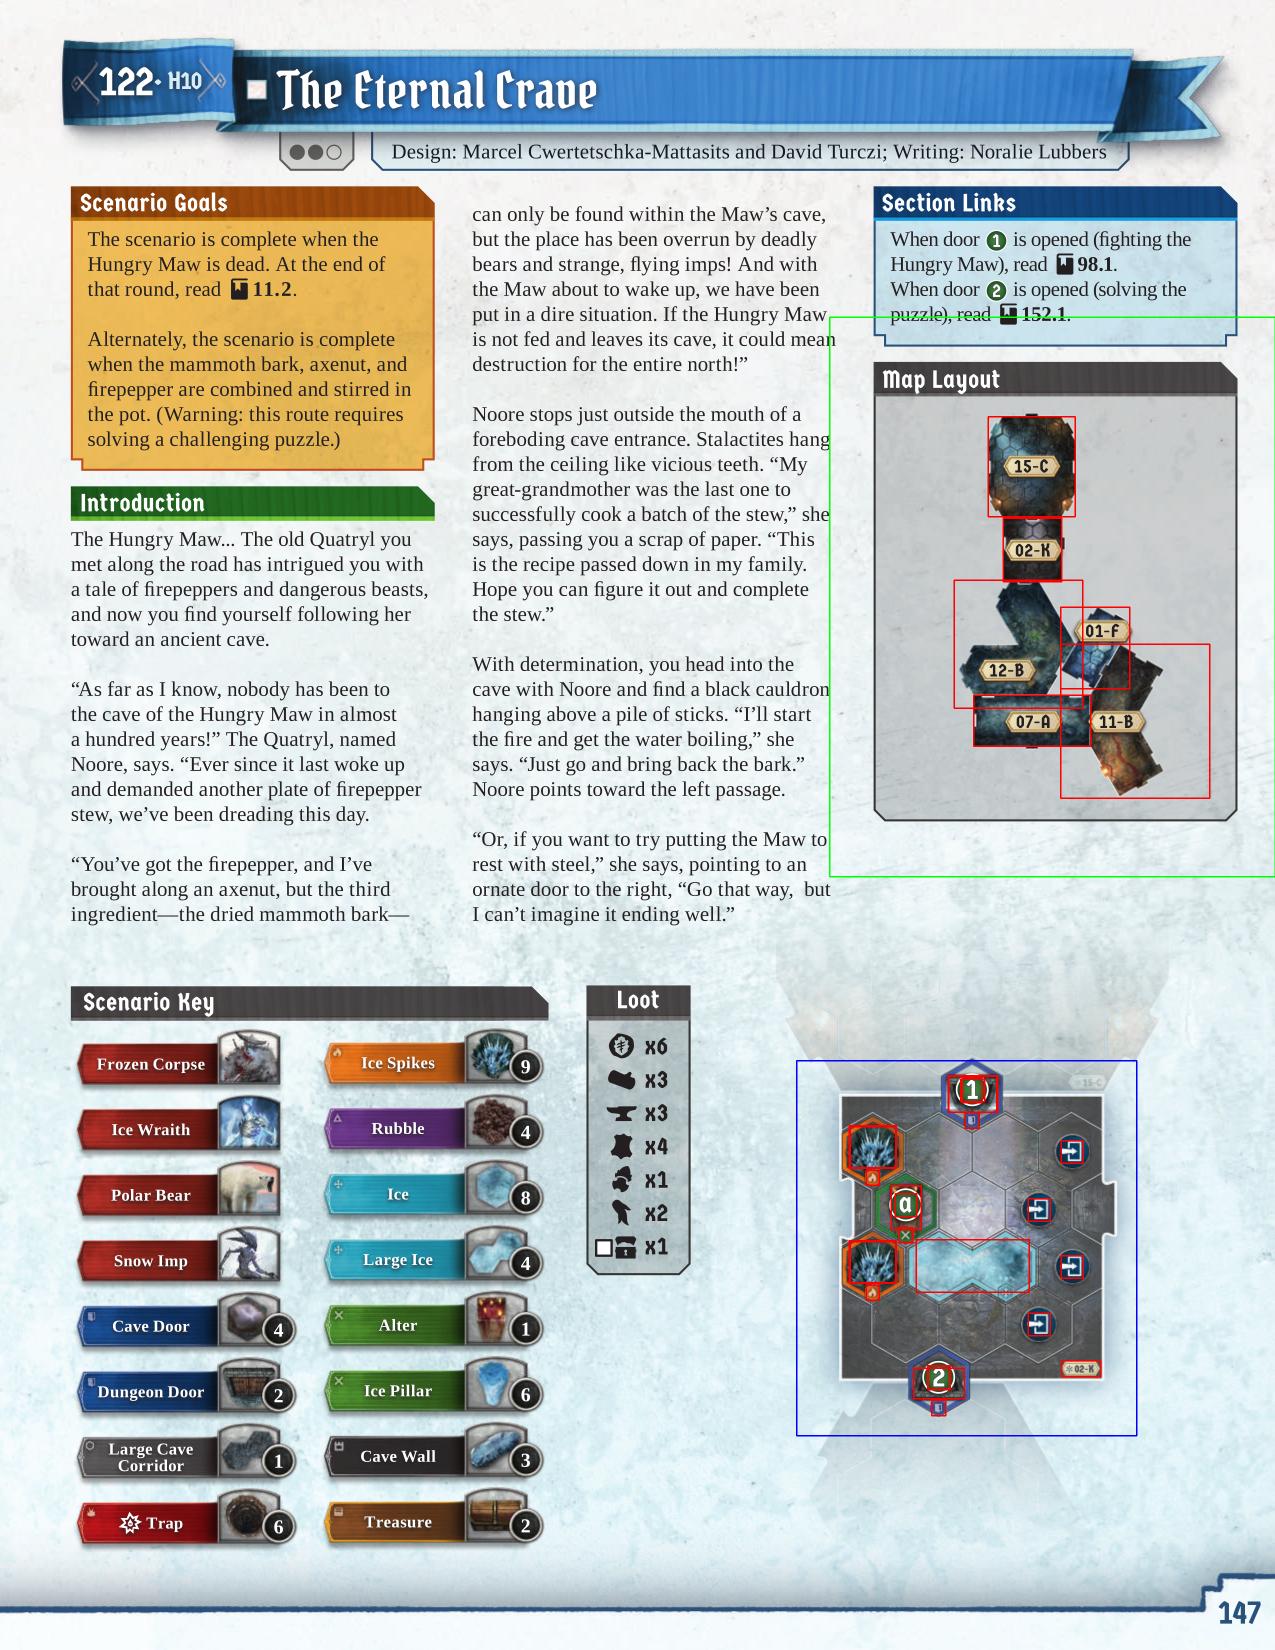 122 · H10
The Eternal Crave
Design: Marcel Cwertetschka-Mattasits and David Turczi; Writing: Noralie Lubbers
Scenario Goals
The scenario is complete when the
Hungry Maw is dead. At the end of
that round, read 11.2.
Alternately, the scenario is complete
when the mammoth bark, axenut, and
firepepper are combined and stirred in
the pot. (Warning: this route requires
solving a challenging puzzle.)
Introduction
The Hungry Maw... The old Quatryl you
met along the road has intrigued you with
a tale of firepeppers and dangerous beasts,
and now you find yourself following her
toward an ancient cave.
“As far as I know, nobody has been to
the cave of the Hungry Maw in almost
a hundred years!” The Quatryl, named
Noore, says. “Ever since it last woke up
and demanded another plate of firepepper
stew, we’ve been dreading this day.
“You’ve got the firepepper, and I’ve
brought along an axenut, but the third
ingredient—the dried mammoth bark—
can only be found within the Maw’s cave,
but the place has been overrun by deadly
bears and strange, flying imps! And with
the Maw about to wake up, we have been
put in a dire situation. If the Hungry Maw
is not fed and leaves its cave, it could mean
destruction for the entire north!”
Noore stops just outside the mouth of a
foreboding cave entrance. Stalactites hang
from the ceiling like vicious teeth. “My
great-grandmother was the last one to
successfully cook a batch of the stew,” she
says, passing you a scrap of paper. “This
is the recipe passed down in my family.
Hope you can figure it out and complete
the stew.”
With determination, you head into the
cave with Noore and find a black cauldron
hanging above a pile of sticks. “I’ll start
the fire and get the water boiling,” she
says. “Just go and bring back the bark.”
Noore points toward the left passage.
“Or, if you want to try putting the Maw to
rest with steel,” she says, pointing to an
ornate door to the right, “Go that way,  but
I can’t imagine it ending well.”
Section Links
When door 1 is opened (fighting the
Hungry Maw), read 98.1.
When door 2 is opened (solving the
puzzle), read 152.1.
Map Layout
15-C
02-K
01-F
12-B
07-A
11-B
Scenario Key
Frozen Corpse
Ice Wraith
Polar Bear
Snow Imp
Cave Door 4
Dungeon Door 2
Large Cave
Corridor 1
Trap 6
Ice Spikes 9
Rubble 4
Ice 8
Large Ice 4
Alter 1
Ice Pillar 6
Cave Wall 3
Treasure 2
Loot
x6
x3
x3
x4
x1
x2
x1
15-C
1
a
2
02-K
147